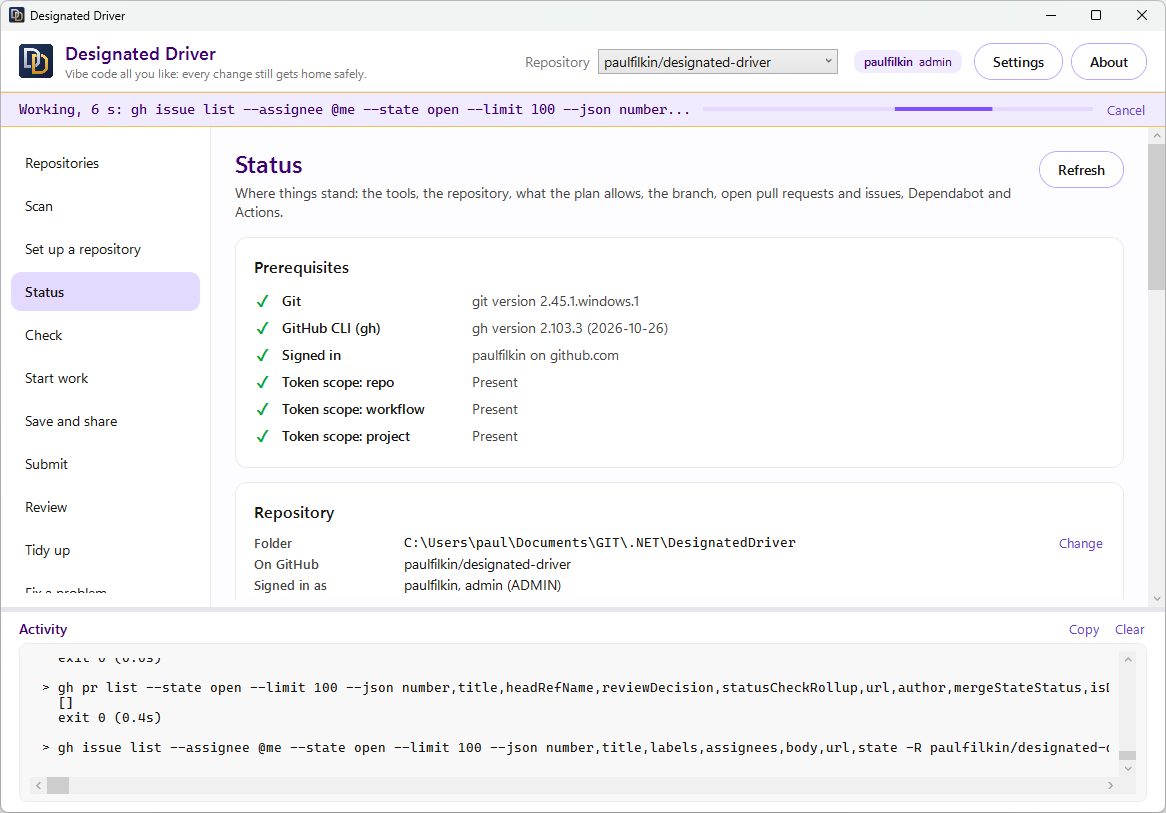 Designated Driver
Designated Driver
Vibe code all you like: every change still gets home safely.
Repository
paulfilkin/designated-driver
paulfilkin admin
Settings
About
Working, 6 s: gh issue list --assignee @me --state open --limit 100 --json number...
Cancel
Repositories
Scan
Set up a repository
Status
Check
Start work
Save and share
Submit
Review
Tidy up
Fix a problem
Status
Refresh
Where things stand: the tools, the repository, what the plan allows, the branch, open pull requests and issues, Dependabot and
Actions.
Prerequisites
✓ Git git version 2.45.1.windows.1
✓ GitHub CLI (gh) gh version 2.103.3 (2026-10-26)
✓ Signed in paulfilkin on github.com
✓ Token scope: repo Present
✓ Token scope: workflow Present
✓ Token scope: project Present
Repository
Folder C:\Users\paul\Documents\GIT\.NET\DesignatedDriver Change
On GitHub paulfilkin/designated-driver
Signed in as paulfilkin, admin (ADMIN)
Activity
Copy Clear
exit 0 (0.6s)
> gh pr list --state open --limit 100 --json number,title,headRefName,reviewDecision,statusCheckRollup,url,author,mergeStateStatus,
[]
exit 0 (0.4s)
> gh issue list --assignee @me --state open --limit 100 --json number,title,labels,assignees,body,url,state -R paulfilkin/designated-